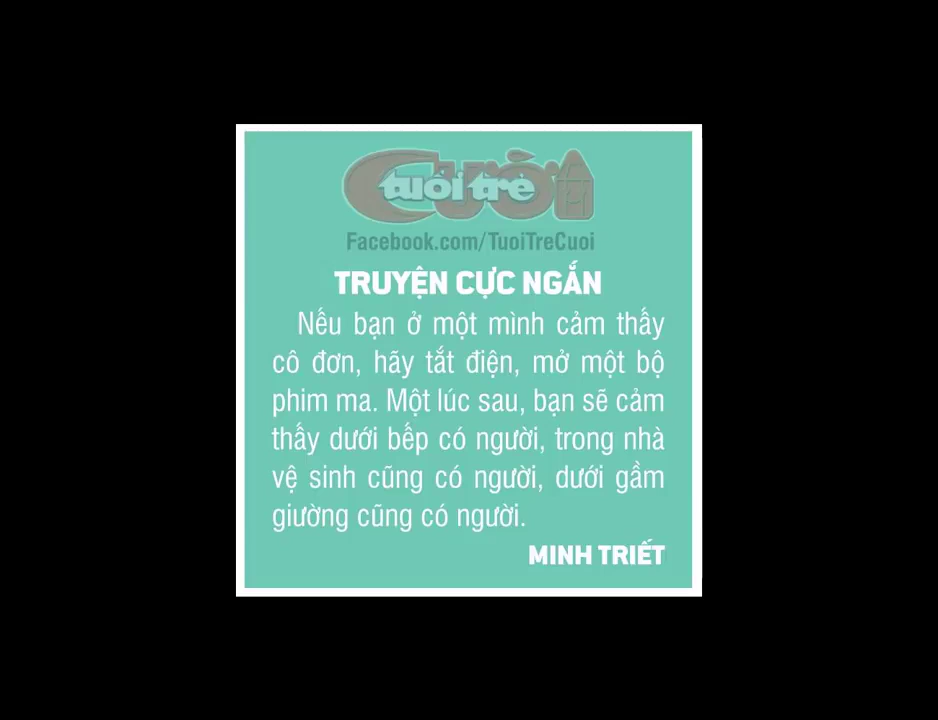 Cười
tuổi trẻ
Facebook.com/TuoiTreCuoi
TRUYỆN CỰC NGẮN
Nếu bạn ở một mình cảm thấy
cô đơn, hãy tắt điện, mở một bộ
phim ma. Một lúc sau, bạn sẽ cảm
thấy dưới bếp có người, trong nhà
vệ sinh cũng có người, dưới gầm
giường cũng có người.
MINH TRIẾT